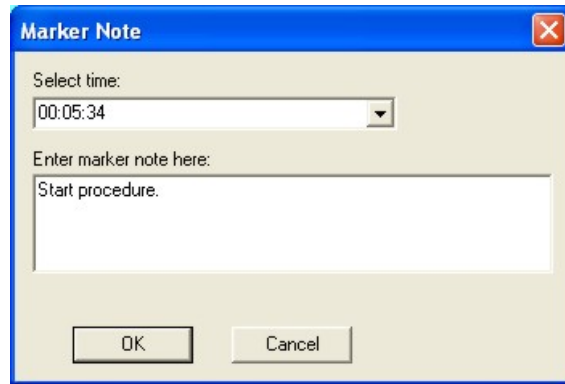 Marker Note
Select time:
00:05:34
Enter marker note here:
Start procedure.
OK Cancel